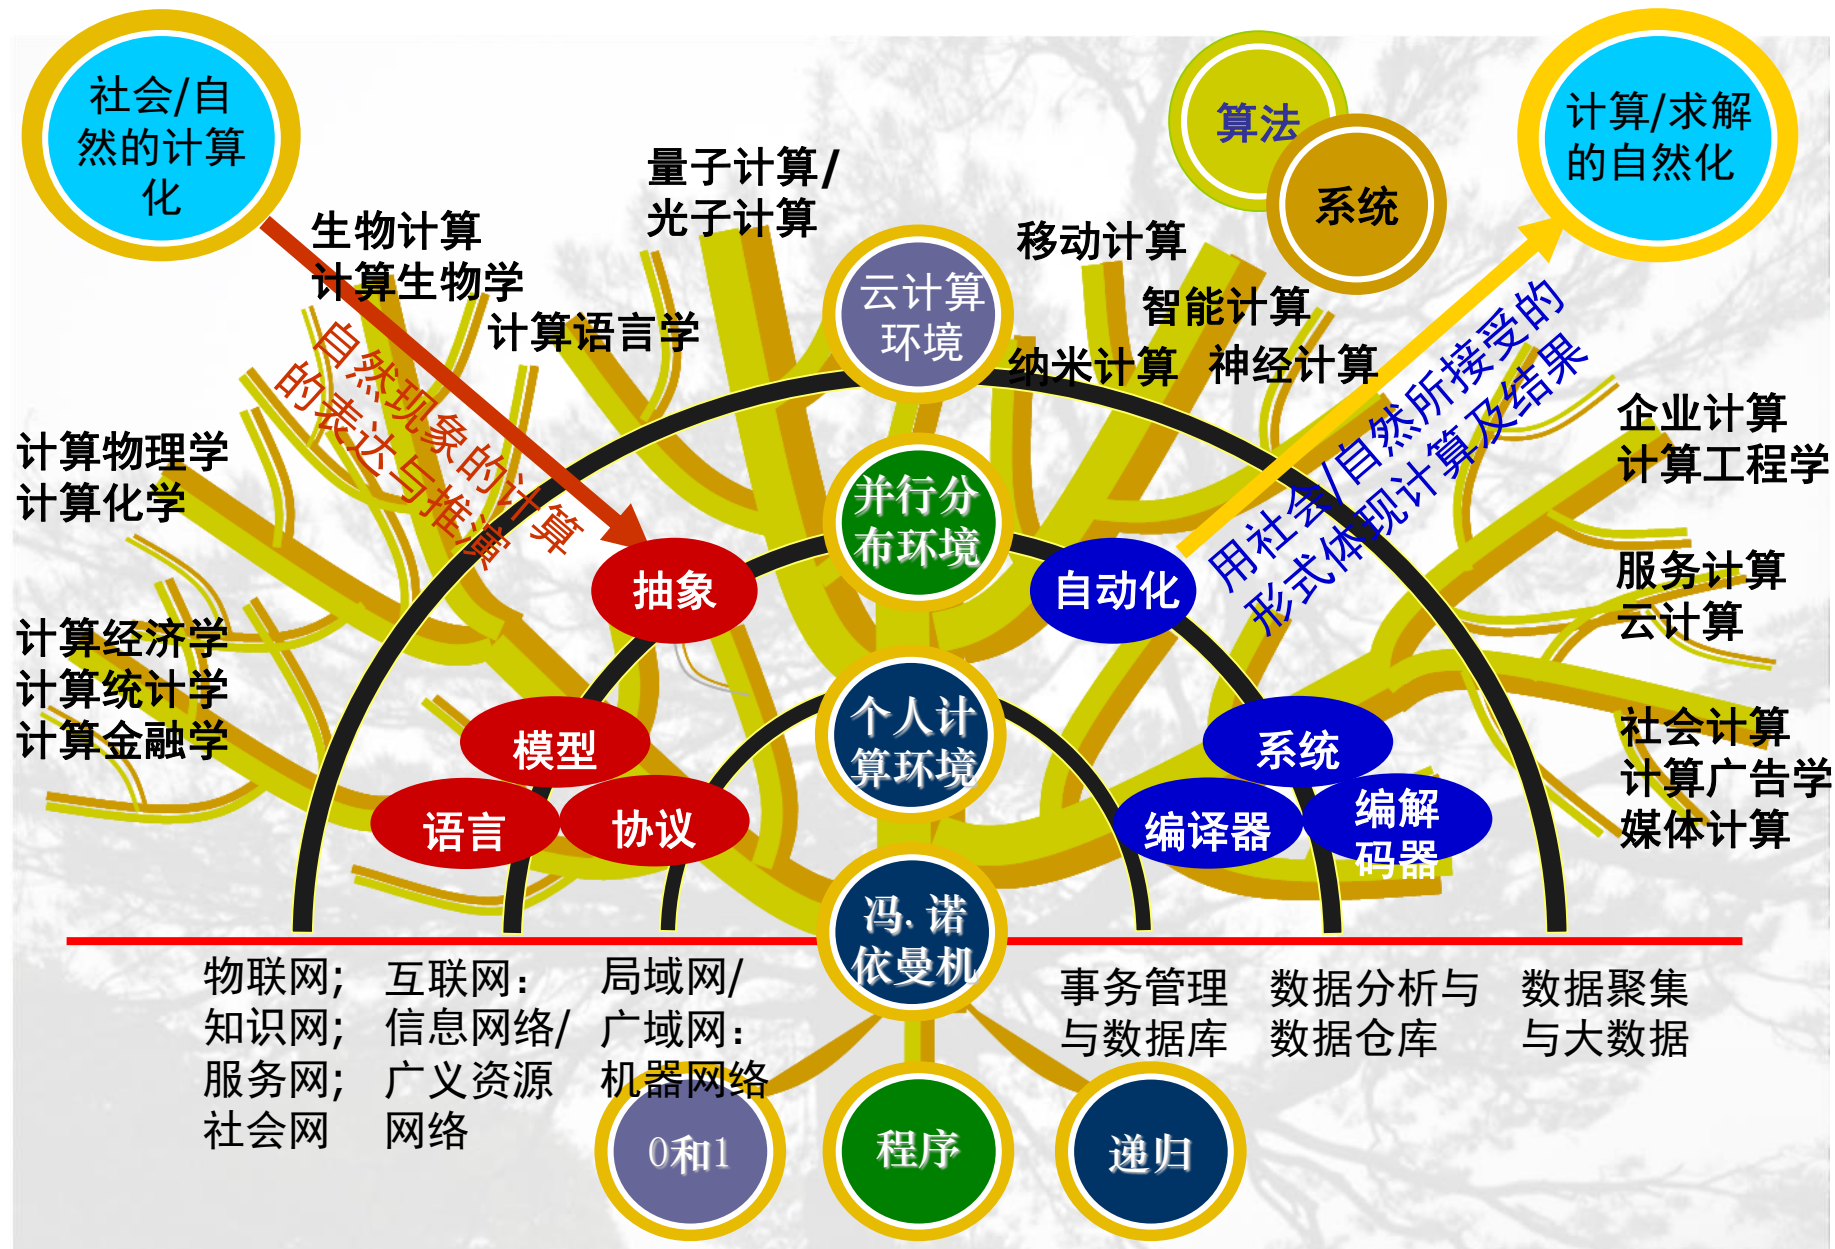 社会/自
然的计算
化
算法
系统
计算/求解
的自然化
量子计算/
光子计算
生物计算
计算生物学
计算语言学
移动计算
智能计算
纳米计算
神经计算
云计算
环境
自然现象的计算
的表达与推演
用社会/自然所接受的
形式体现计算及结果
计算物理学
计算化学
企业计算
计算工程学
并行分
布环境
抽象
自动化
服务计算
云计算
计算经济学
计算统计学
计算金融学
个人计
算环境
模型
语言
协议
系统
编译器
编解
码器
社会计算
计算广告学
媒体计算
冯.诺
依曼机
物联网;
知识网;
服务网;
社会网
互联网：
信息网络/
广义资源
网络
局域网/
广域网：
机器网络
事务管理
与数据库
数据分析与
数据仓库
数据聚集
与大数据
0和1
程序
递归